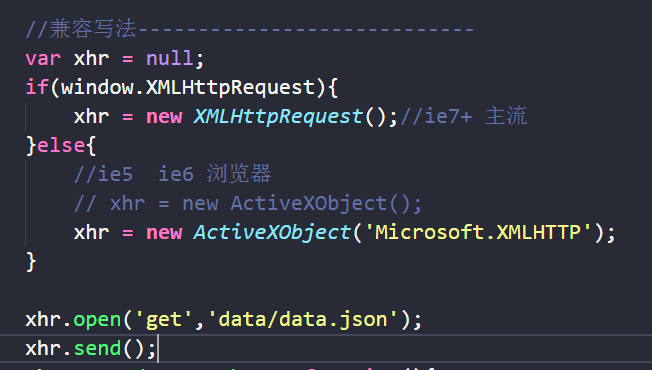 //兼容写法----------------------------
var xhr = null;
if(window.XMLHttpRequest){
    xhr = new XMLHttpRequest();//ie7+ 主流
}else{
    //ie5  ie6 浏览器
    // xhr = new ActiveXObject();
    xhr = new ActiveXObject('Microsoft.XMLHTTP');
}
xhr.open('get','data/data.json');
xhr.send();